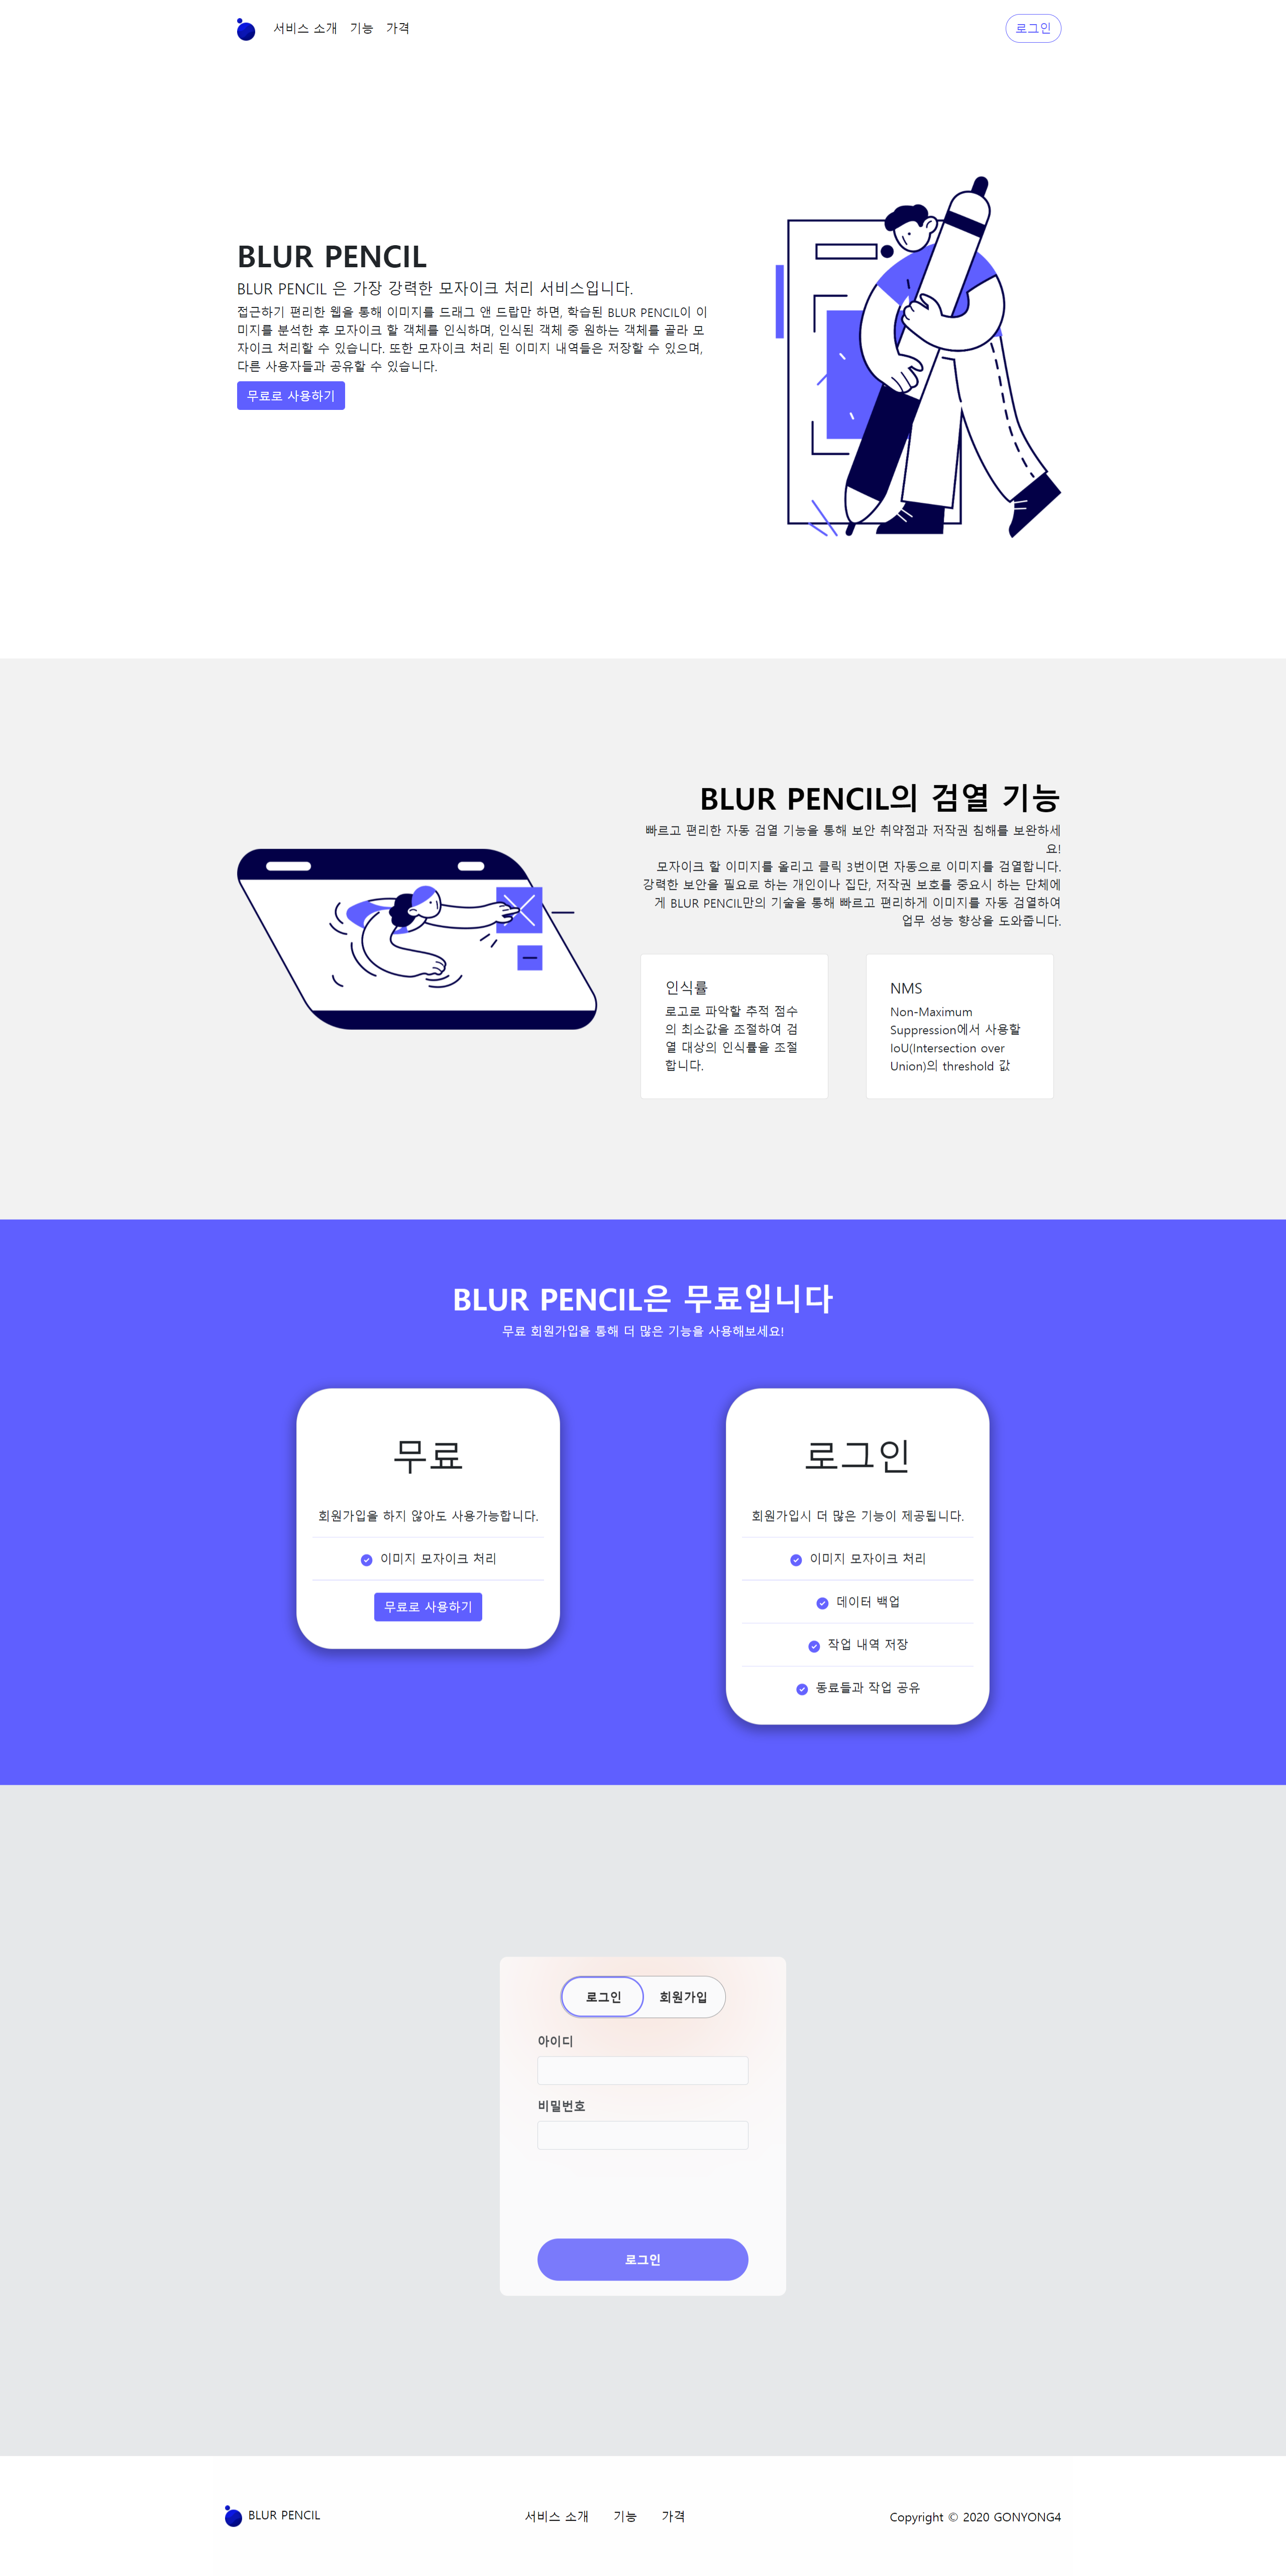 서비스 소개 기능 가격 로그인
BLUR PENCIL
BLUR PENCIL 은 가장 강력한 모자이크 처리 서비스입니다.
접근하기 편리한 웹을 통해 이미지를 드래그 앤 드랍만 하면, 학습된 BLUR PENCIL이 이
미지를 분석한 후 모자이크 할 객체를 인식하며, 인식된 객체 중 원하는 객체를 골라 모
자이크 처리할 수 있습니다. 또한 모자이크 처리 된 이미지 내역들은 저장할 수 있으며,
다른 사용자들과 공유할 수 있습니다.
무료로 사용하기
BLUR PENCIL의 검열 기능
빠르고 편리한 자동 검열 기능을 통해 보안 취약점과 저작권 침해를 보완하세
요!
모자이크 할 이미지를 올리고 클릭 3번이면 자동으로 이미지를 검열합니다.
강력한 보안을 필요로 하는 개인이나 집단, 저작권 보호를 중요시 하는 단체에
게 BLUR PENCIL만의 기술을 통해 빠르고 편리하게 이미지를 자동 검열하여
업무 성능 향상을 도와줍니다.
인식률
로고로 파악할 추적 점수
의 최소값을 조절하여 검
열 대상의 인식률을 조절
합니다.
NMS
Non-Maximum
Suppression에서 사용할
IoU(Intersection over
Union)의 threshold 값
BLUR PENCIL은 무료입니다
무료 회원가입을 통해 더 많은 기능을 사용해보세요!
무료
회원가입을 하지 않아도 사용가능합니다.
이미지 모자이크 처리
무료로 사용하기
로그인
회원가입시 더 많은 기능이 제공됩니다.
이미지 모자이크 처리
데이터 백업
작업 내역 저장
동료들과 작업 공유
로그인 회원가입
아이디
비밀번호
로그인
BLUR PENCIL 서비스 소개 기능 가격 Copyright © 2020 GONYONG4